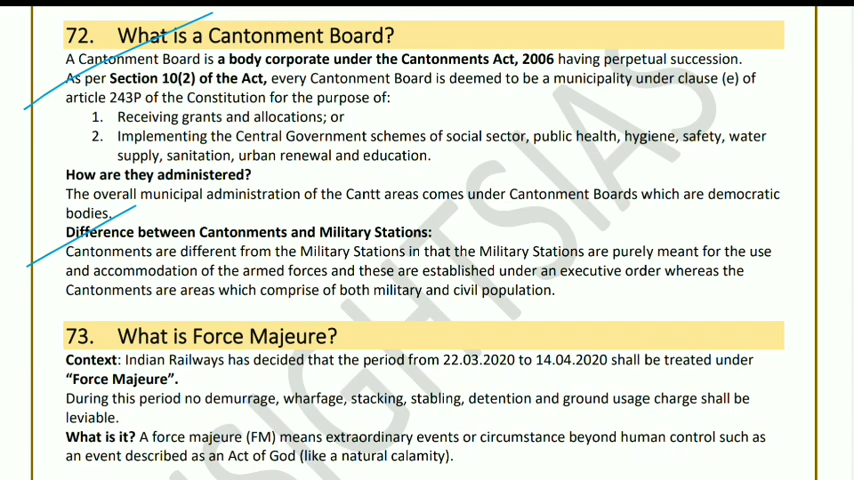 72. What is a Cantonment Board?
A Cantonment Board is a body corporate under the Cantonments Act, 2006 having perpetual succession.
As per Section 10(2) of the Act, every Cantonment Board is deemed to be a municipality under clause (e) of
article 243P of the Constitution for the purpose of:
1. Receiving grants and allocations; or
2. Implementing the Central Government schemes of social sector, public health, hygiene, safety, water
supply, sanitation, urban renewal and education.
How are they administered?
The overall municipal administration of the Cantt areas comes under Cantonment Boards which are democratic
bodies.
Difference between Cantonments and Military Stations:
Cantonments are different from the Military Stations in that the Military Stations are purely meant for the use
and accommodation of the armed forces and these are established under an executive order whereas the
Cantonments are areas which comprise of both military and civil population.
73. What is Force Majeure?
Context: Indian Railways has decided that the period from 22.03.2020 to 14.04.2020 shall be treated under
“Force Majeure”.
During this period no demurrage, wharfage, stacking, stabling, detention and ground usage charge shall be
leviable.
What is it? A force majeure (FM) means extraordinary events or circumstance beyond human control such as
an event described as an Act of God (like a natural calamity).
INSIGHTSIAS